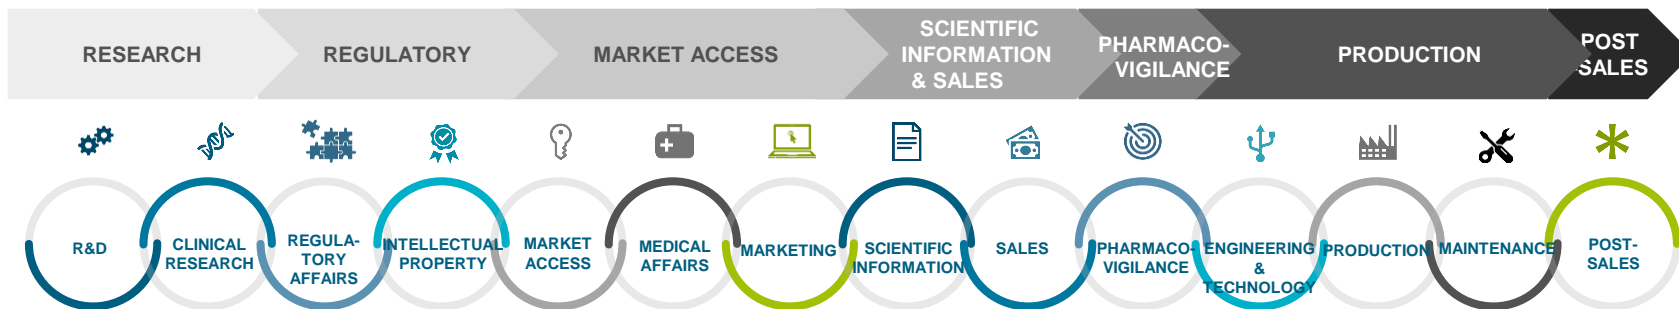 RESEARCH
REGULATORY
MARKET ACCESS
SCIENTIFIC
INFORMATION
& SALES
PHARMACO-
VIGILANCE
PRODUCTION
POST
-SALES
R&D
CLINICAL
RESEARCH
REGULA-
TORY
AFFAIRS
INTELLECTUAL
PROPERTY
MARKET
ACCESS
MEDICAL
AFFAIRS
MARKETING
SCIENTIFIC
INFORMATION
SALES
PHARMACO-
VIGILANCE
ENGINEERING
&
TECHNOLOGY
PRODUCTION
MAINTENANCE
POST-
SALES